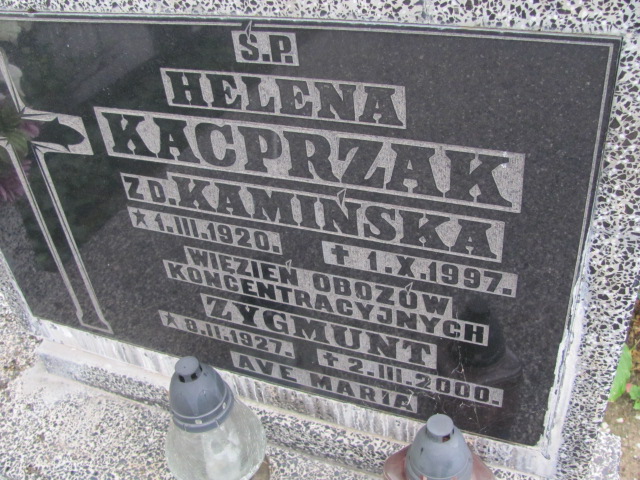 Ś.P.
HELENA
KACPRZAK
ZD. KAMIŃSKA
★ 1.III.1920. ✝ 1.X.1997.
WIĘZIEŃ OBOZÓW
KONCENTRACYJNYCH
ZYGMUNT
★ 8.II.1927. ✝ 2.III.2000.
AVE MARIA